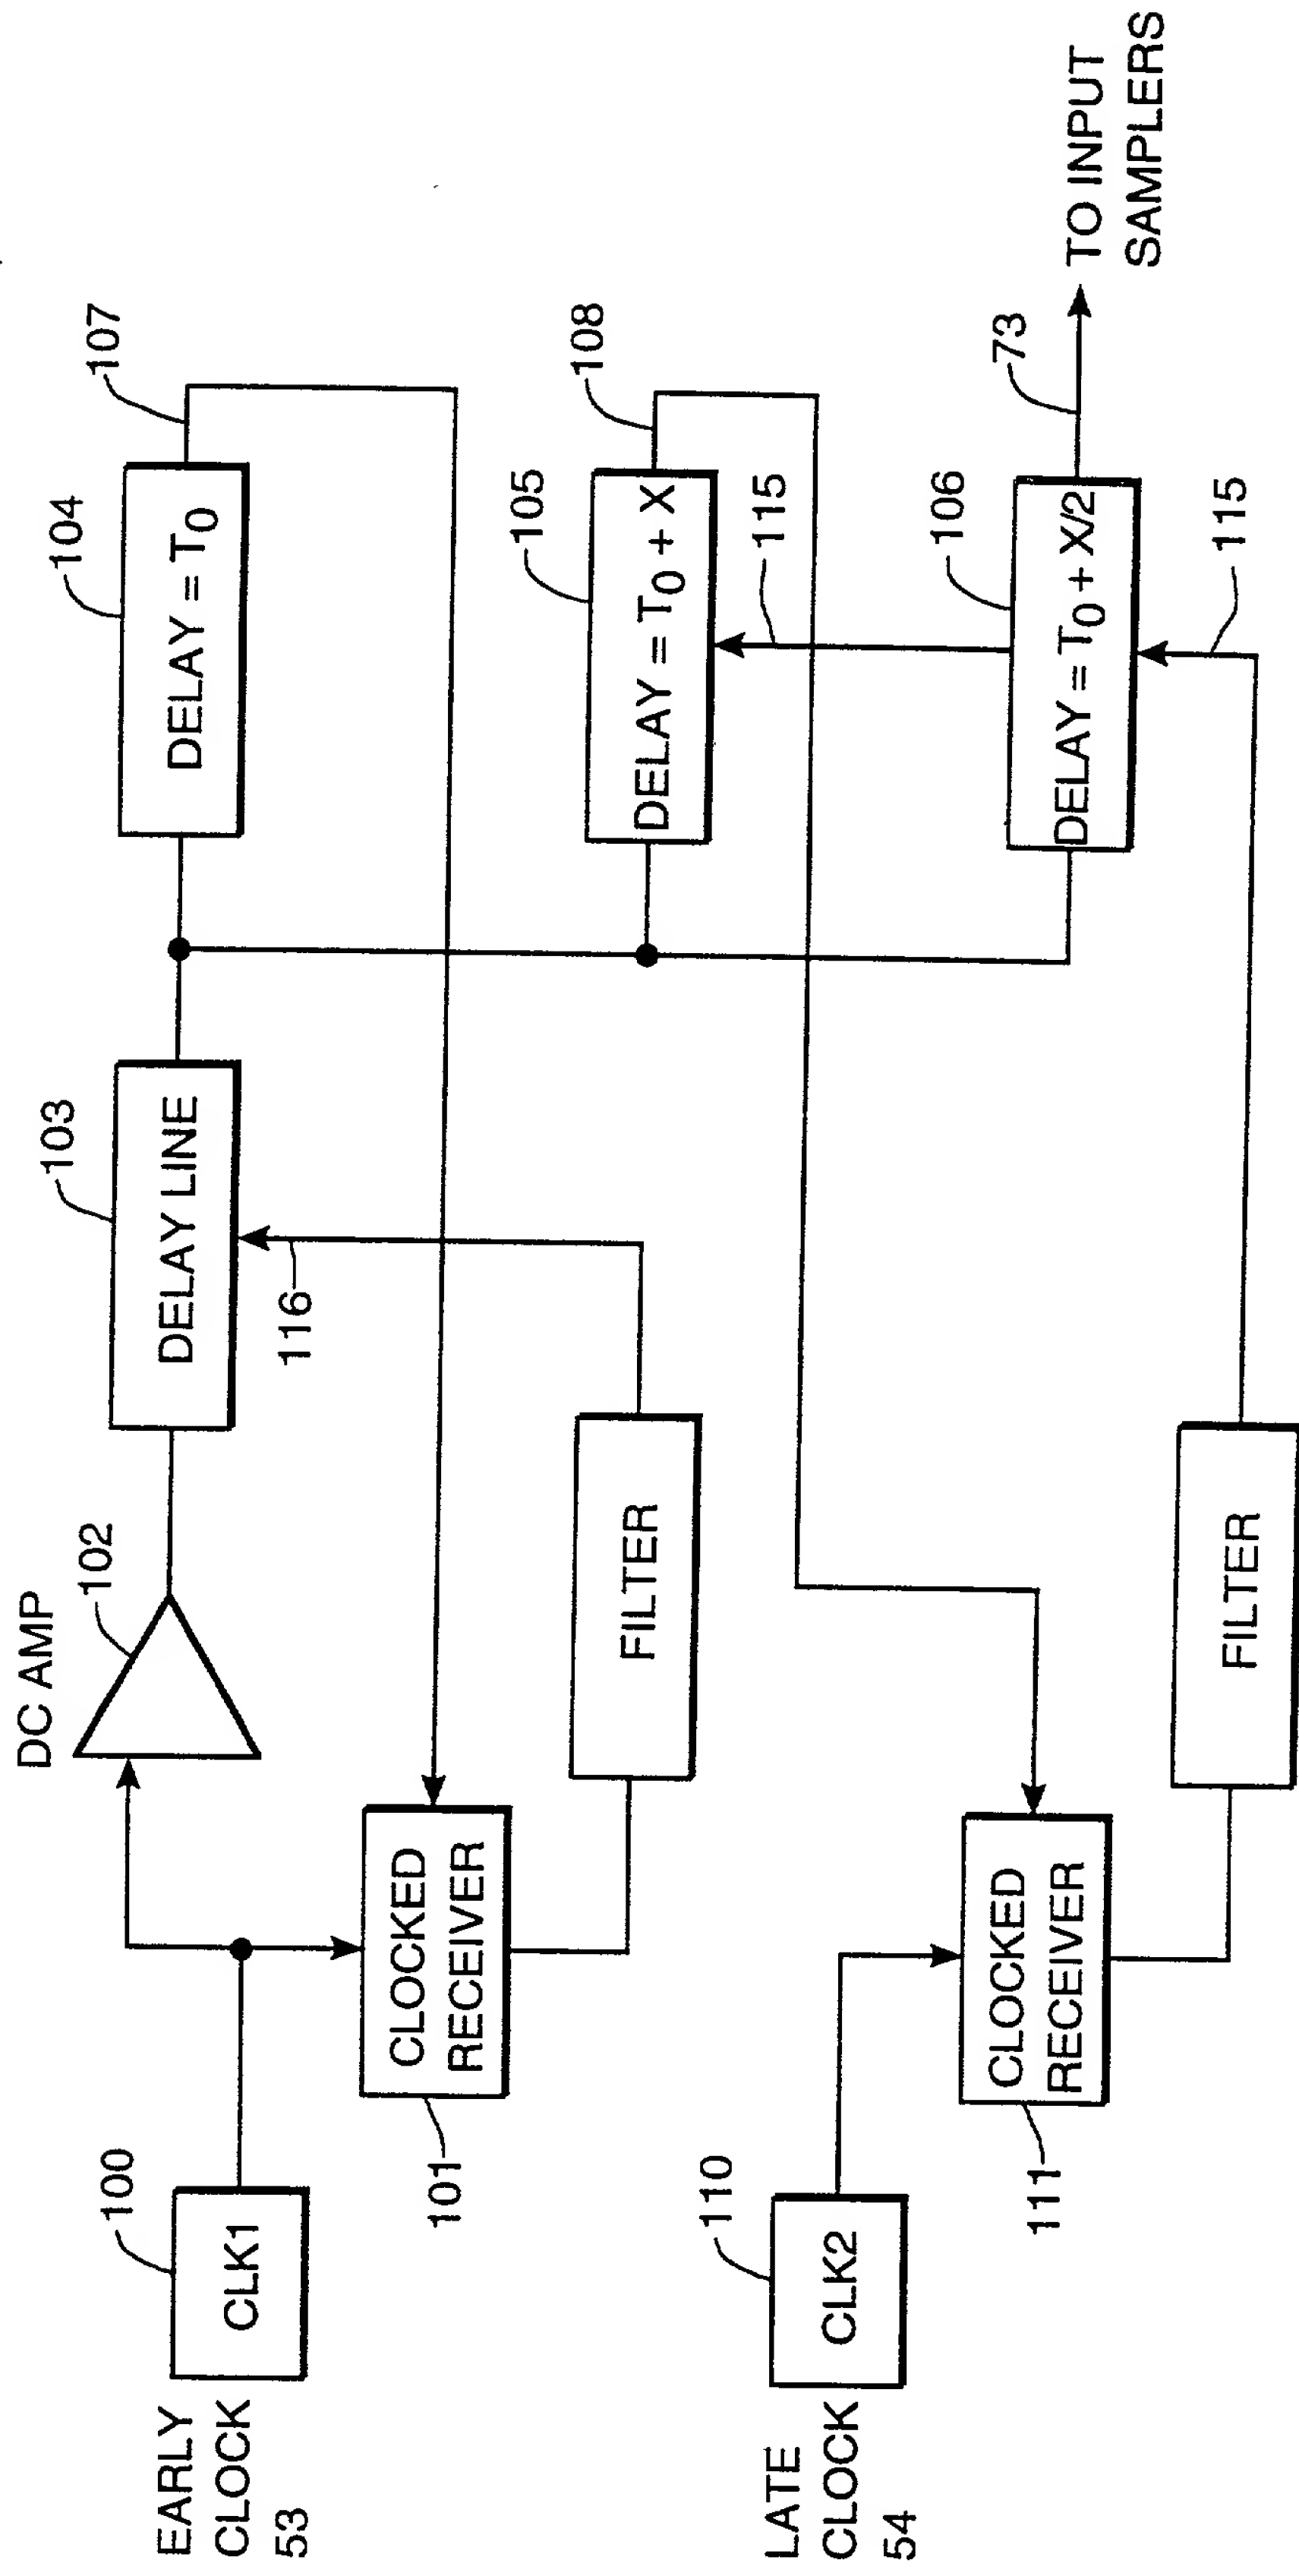 EARLY
CLOCK
53
100
CLK1
DC AMP
102
103
DELAY LINE
104
DELAY = T0
107
101
CLOCKED
RECEIVER
116
FILTER
105
DELAY = T0 + X
108
115
LATE
CLOCK
54
110
CLK2
111
CLOCKED
RECEIVER
FILTER
106
DELAY = T0 + X/2
73
115
TO INPUT
SAMPLERS